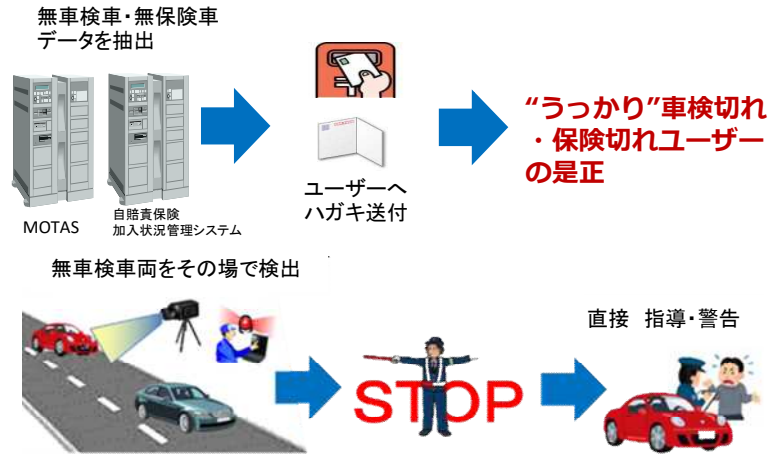 無車検車・無保険車
データを抽出
MOTAS
自賠責保険
加入状況管理システム
ユーザーへ
ハガキ送付
“うっかり”車検切れ
・保険切れユーザー
の是正
無車検車両をその場で検出
STOP
直接　指導・警告